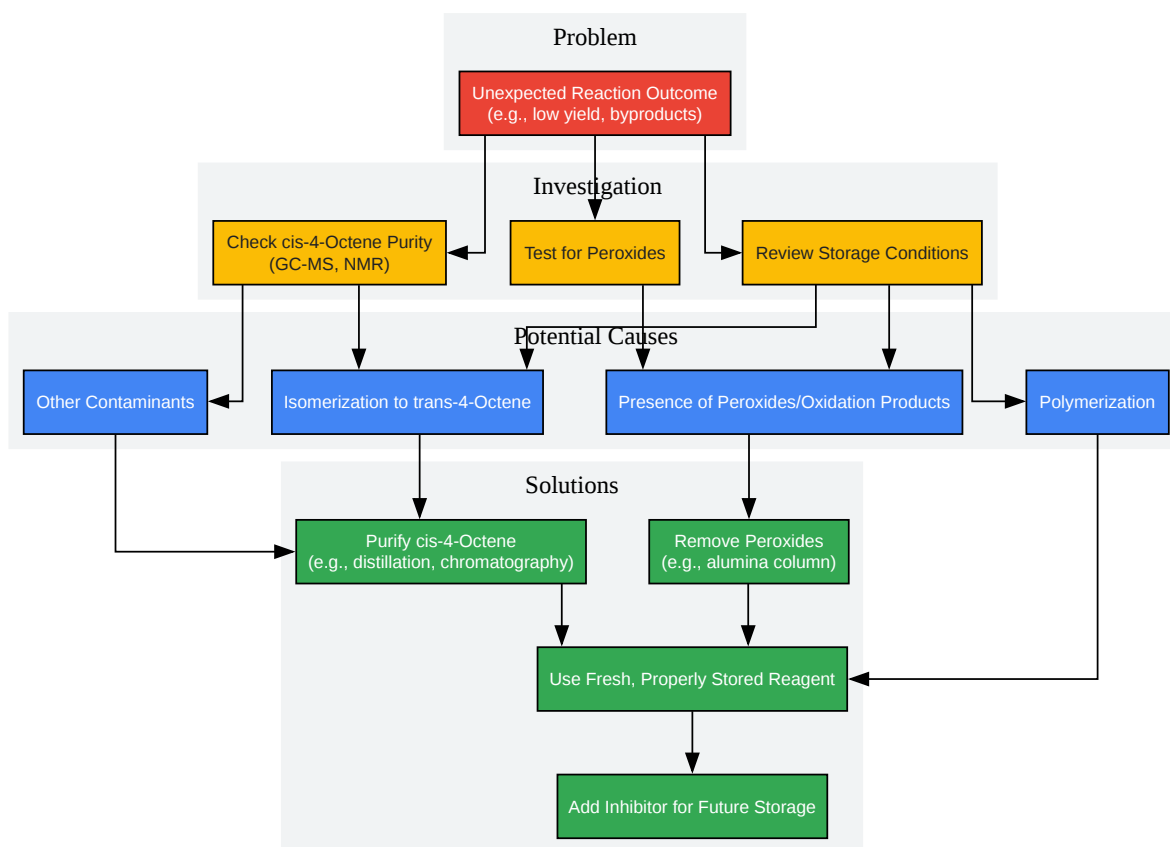 Problem
Unexpected Reaction Outcome
(e.g., low yield, byproducts)
Investigation
Check cis-4-Octene Purity
(GC-MS, NMR)
Test for Peroxides
Review Storage Conditions
Potential Causes
Other Contaminants
Isomerization to trans-4-Octene
Presence of Peroxides/Oxidation Products
Polymerization
Solutions
Purify cis-4-Octene
(e.g., distillation, chromatography)
Remove Peroxides
(e.g., alumina column)
Use Fresh, Properly Stored Reagent
Add Inhibitor for Future Storage